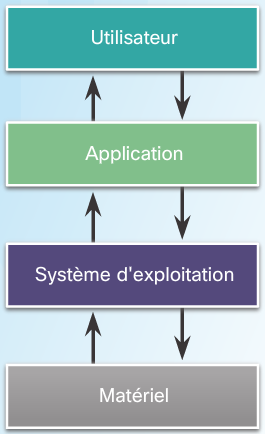 Utilisateur
Application
Système d'exploitation
Matériel